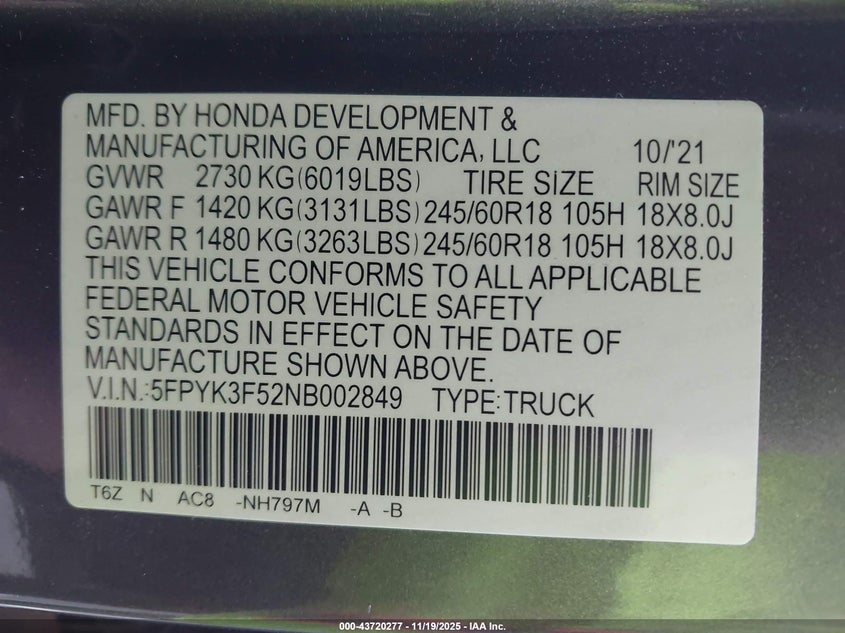 MFD. BY HONDA DEVELOPMENT &
MANUFACTURING OF AMERICA, LLC 10/'21
GVWR 2730 KG(6019LBS) TIRE SIZE RIM SIZE
GAWR F 1420 KG(3131LBS) 245/60R18 105H 18X8.0J
GAWR R 1480 KG(3263LBS) 245/60R18 105H 18X8.0J
THIS VEHICLE CONFORMS TO ALL APPLICABLE
FEDERAL MOTOR VEHICLE SAFETY
STANDARDS IN EFFECT ON THE DATE OF
MANUFACTURE SHOWN ABOVE.
V.I.N.:5FPYK3F52NB002849 TYPE:TRUCK
T6Z N AC8 -NH797M -A -B
000-43720277 - 11/19/2025 - IAA Inc.